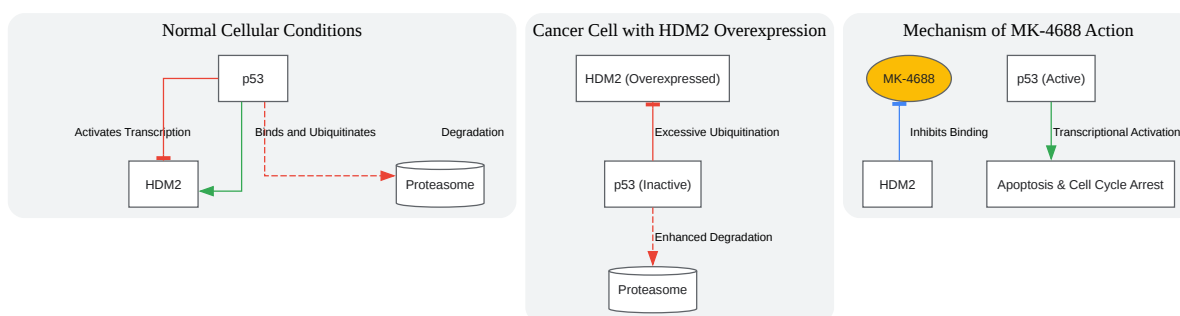 Normal Cellular Conditions
p53
Activates Transcription
Binds and Ubiquitinates
Degradation
HDM2
Proteasome
Cancer Cell with HDM2 Overexpression
HDM2 (Overexpressed)
Excessive Ubiquitination
p53 (Inactive)
Enhanced Degradation
Proteasome
Mechanism of MK-4688 Action
MK-4688
p53 (Active)
Inhibits Binding
Transcriptional Activation
HDM2
Apoptosis & Cell Cycle Arrest